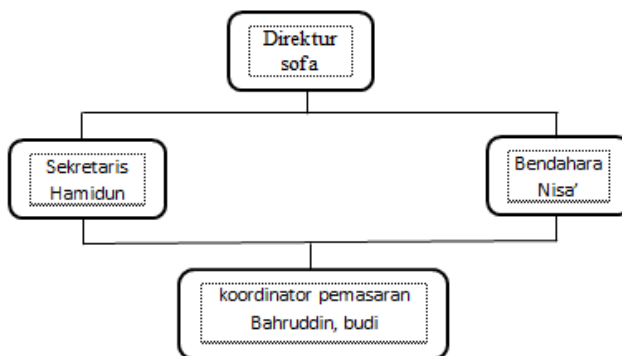 Direktur
sofa
Sekretaris
Hamidun
Bendahara
Nisa'
koordinator pemasaran
Bahruddin, budi